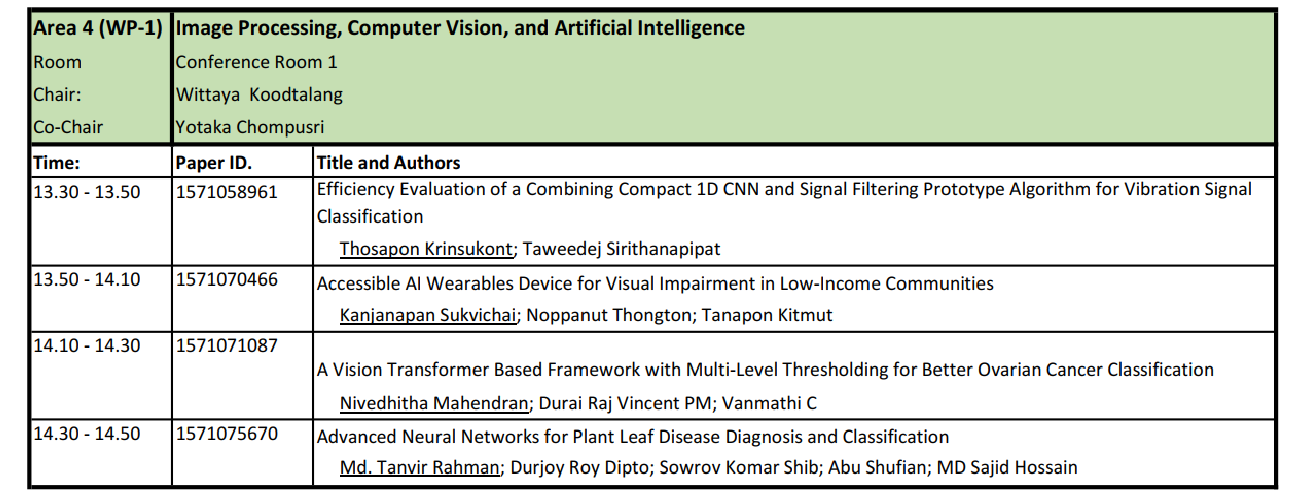 Area 4 (WP-1) Image Processing, Computer Vision, and Artificial Intelligence
Room Conference Room 1
Chair: Wittaya Koodtalang
Co-Chair Yotaka Chompusri
Time: Paper ID. Title and Authors
13.30 - 13.50 1571058961 Efficiency Evaluation of a Combining Compact 1D CNN and Signal Filtering Prototype Algorithm for Vibration Signal
Classification
Thosapon Krinsukont; Taweedej Sirithanapipat
13.50 - 14.10 1571070466 Accessible AI Wearables Device for Visual Impairment in Low-Income Communities
Kanjanapan Sukvichai; Noppanut Thongton; Tanapon Kitmut
14.10 - 14.30 1571071087
A Vision Transformer Based Framework with Multi-Level Thresholding for Better Ovarian Cancer Classification
Nivedhitha Mahendran; Durai Raj Vincent PM; Vanmathi C
14.30 - 14.50 1571075670 Advanced Neural Networks for Plant Leaf Disease Diagnosis and Classification
Md. Tanvir Rahman; Durjoy Roy Dipto; Sowrov Komar Shib; Abu Shufian; MD Sajid Hossain